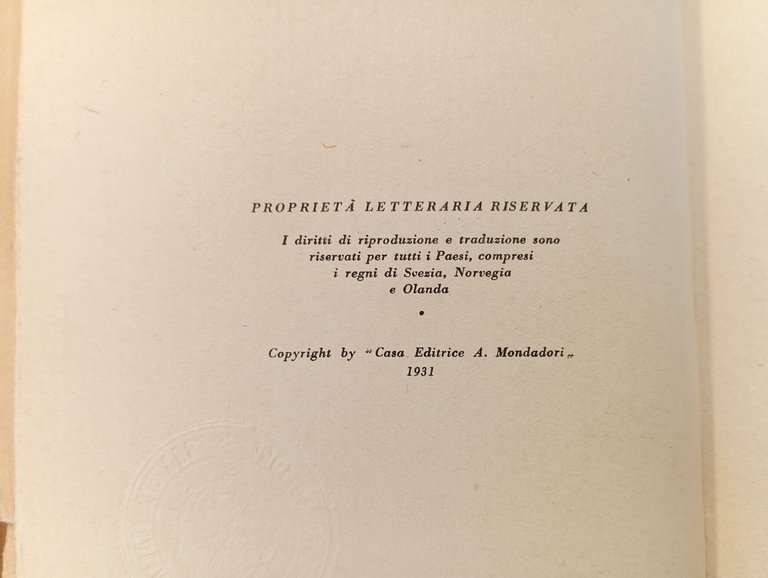 PROPRIETÀ LETTERARIA RISERVATA
I diritti di riproduzione e traduzione sono
riservati per tutti i Paesi, compresi
i regni di Svezia, Norvegia
e Olanda
•
Copyright by “Casa Editrice A. Mondadori„
1931